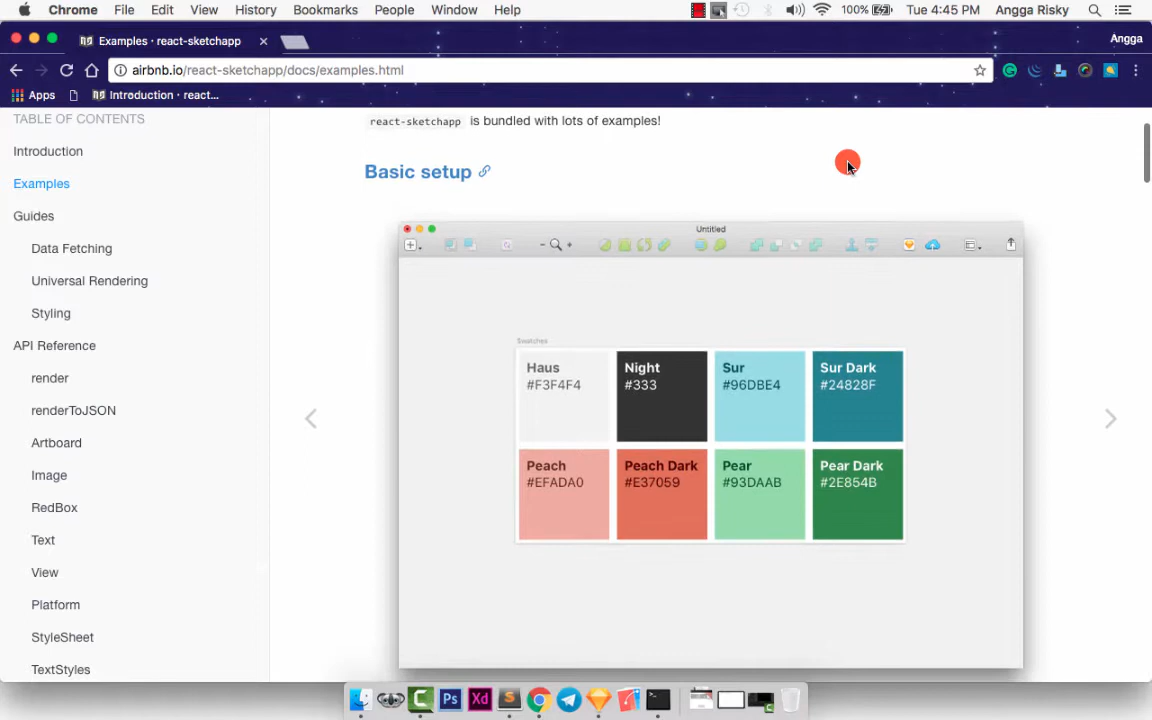 Chrome File Edit View History Bookmarks People Window Help 100% Tue 4:45 PM Angga Risky
Examples · react-sketchapp Angga
airbnb.io/react-sketchapp/docs/examples.html
Apps Introduction · react...
TABLE OF CONTENTS
Introduction
Examples
Guides
Data Fetching
Universal Rendering
Styling
API Reference
render
renderToJSON
Artboard
Image
RedBox
Text
View
Platform
StyleSheet
TextStyles
react-sketchapp is bundled with lots of examples!
Basic setup
Untitled
Swatches
Haus
#F3F4F4
Night
#333
Sur
#96DBE4
Sur Dark
#24828F
Peach
#EFADA0
Peach Dark
#E37059
Pear
#93DAAB
Pear Dark
#2E854B
Ps
Xd